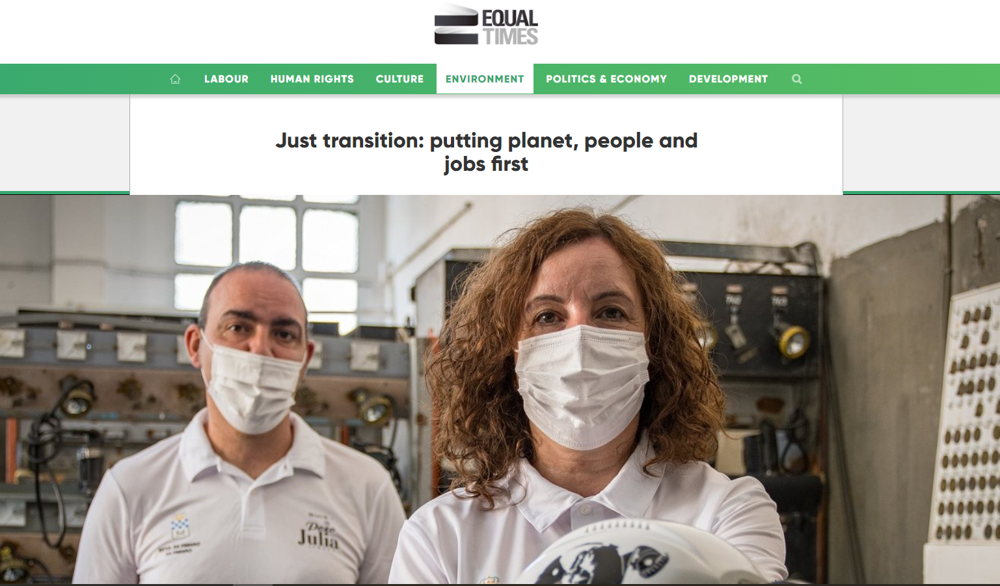 EQUAL
TIMES
LABOUR HUMAN RIGHTS CULTURE ENVIRONMENT POLITICS & ECONOMY DEVELOPMENT
Just transition: putting planet, people and
jobs first
Julia